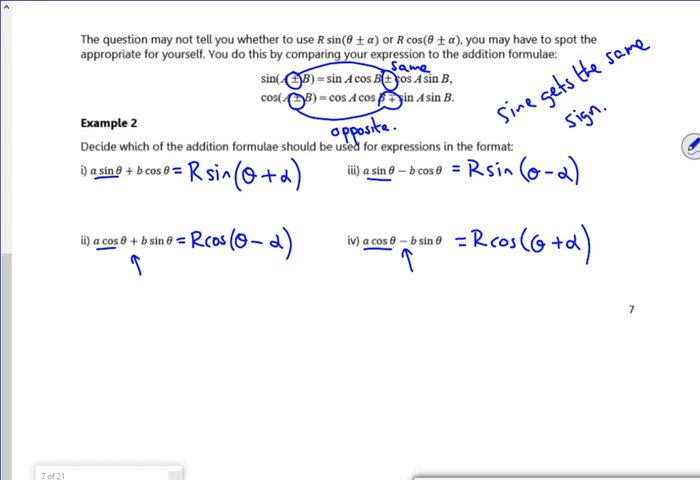 The question may not tell you whether to use R sin(θ ± α) or R cos(θ ± α), you may have to spot the
appropriate for yourself. You do this by comparing your expression to the addition formulae:
same
sin(A ± B) = sin A cos B ± cos A sin B,
cos(A ± B) = cos A cos B ∓ sin A sin B.
opposite.
sine gets the same
sign.
Example 2
Decide which of the addition formulae should be used for expressions in the format:
i) a sin θ + b cos θ = R sin(θ + α)
iii) a sin θ − b cos θ = R sin(θ − α)
ii) a cos θ + b sin θ = R cos(θ − α)
iv) a cos θ − b sin θ = R cos(θ + α)
7
7 of 21